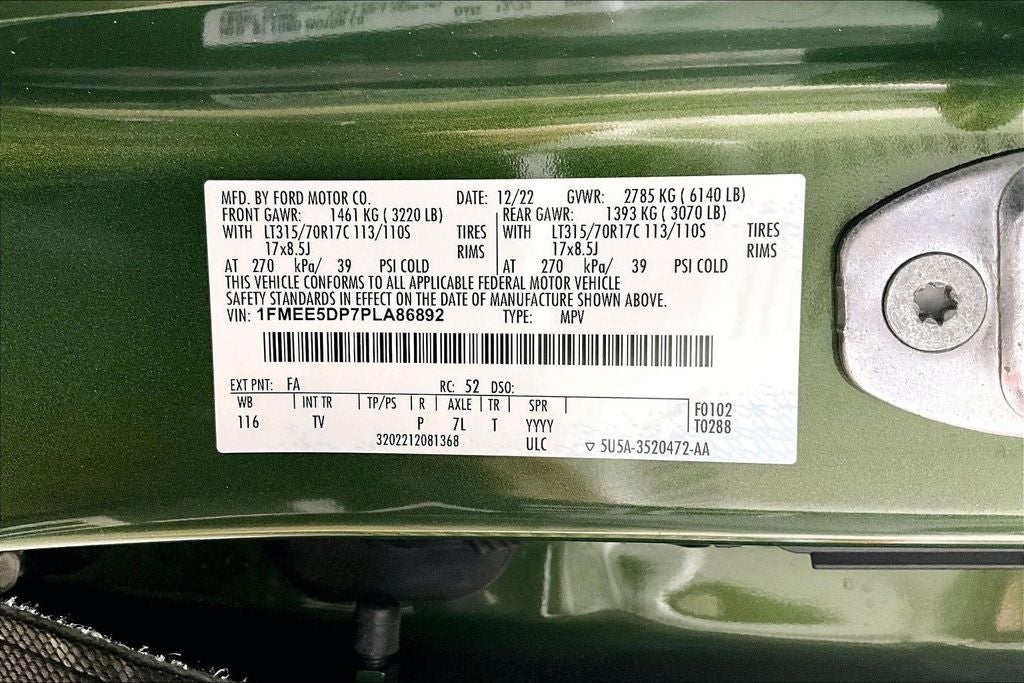 MFD. BY FORD MOTOR CO. DATE: 12/22 GVWR: 2785 KG ( 6140 LB)
FRONT GAWR: 1461 KG ( 3220 LB) REAR GAWR: 1393 KG ( 3070 LB)
WITH LT315/70R17C 113/110S TIRES WITH LT315/70R17C 113/110S TIRES
17x8.5J RIMS 17x8.5J RIMS
AT 270 kPa/ 39 PSI COLD AT 270 kPa/ 39 PSI COLD
THIS VEHICLE CONFORMS TO ALL APPLICABLE FEDERAL MOTOR VEHICLE
SAFETY STANDARDS IN EFFECT ON THE DATE OF MANUFACTURE SHOWN ABOVE.
VIN: 1FMEE5DP7PLA86892 TYPE: MPV
EXT PNT: FA RC: 52 DSO:
WB INT TR TP/PS R AXLE TR SPR F0102
116 TV P 7L T YYYY T0288
3202212081368 ULC ▽ 5U5A-3520472-AA